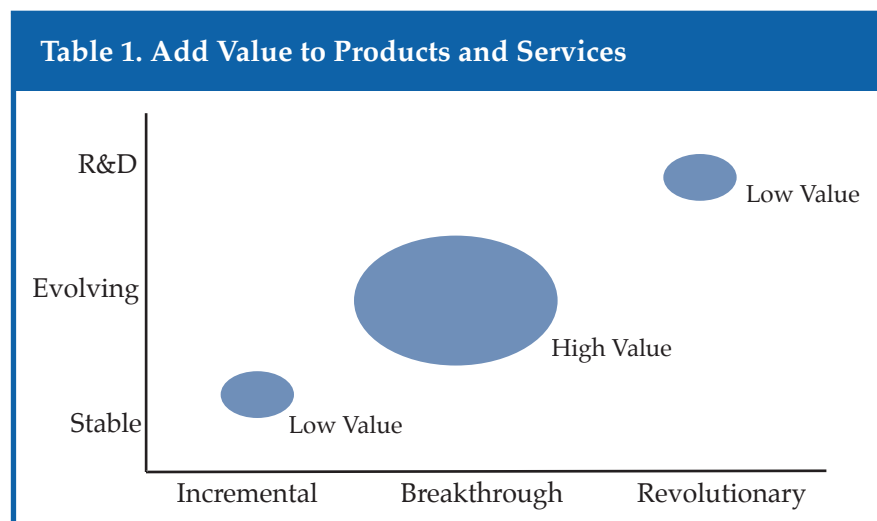 Table 1. Add Value to Products and Services
R&D
Low Value
Evolving
High Value
Stable
Low Value
Incremental Breakthrough Revolutionary